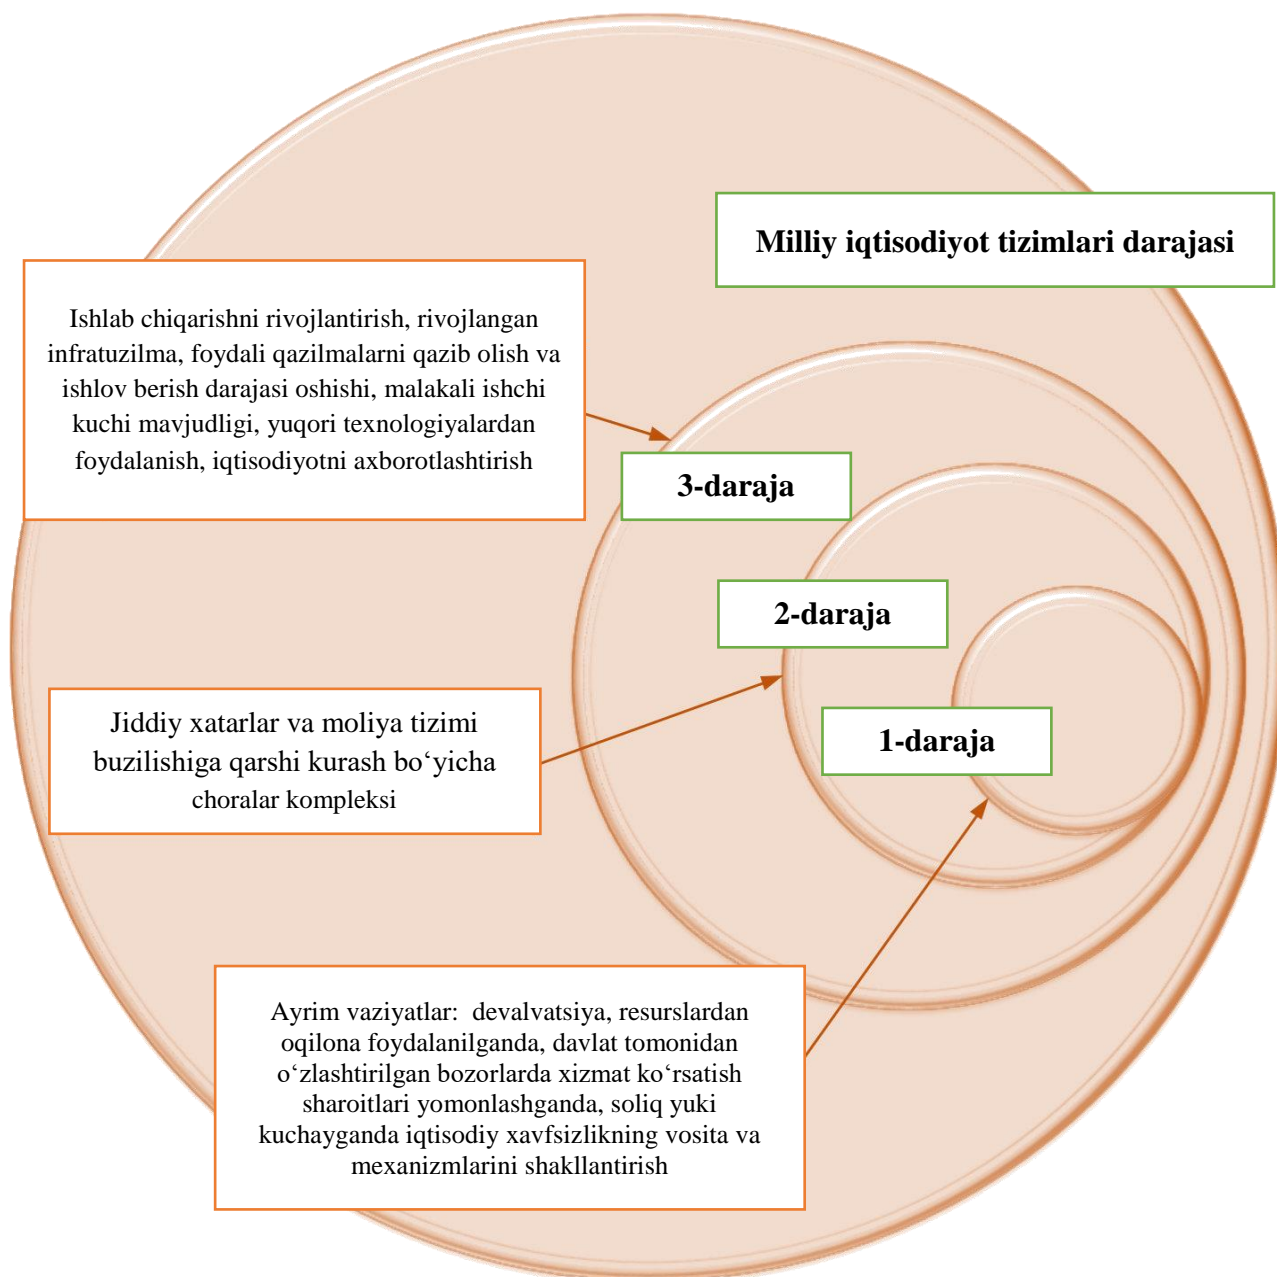 Milliy iqtisodiyot tizimlari darajasi
Ishlab chiqarishni rivojlantirish, rivojlangan
infratuzilma, foydali qazilmalarni qazib olish va
ishlov berish darajasi oshishi, malakali ishchi
kuchi mavjudligi, yuqori texnologiyalardan
foydalanish, iqtisodiyotni axborotlashtirish
3-daraja
2-daraja
Jiddiy xatarlar va moliya tizimi
buzilishiga qarshi kurash bo‘yicha
choralar kompleksi
1-daraja
Ayrim vaziyatlar:  devalvatsiya, resurslardan
oqilona foydalanilganda, davlat tomonidan
o‘zlashtirilgan bozorlarda xizmat ko‘rsatish
sharoitlari yomonlashganda, soliq yuki
kuchayganda iqtisodiy xavfsizlikning vosita va
mexanizmlarini shakllantirish